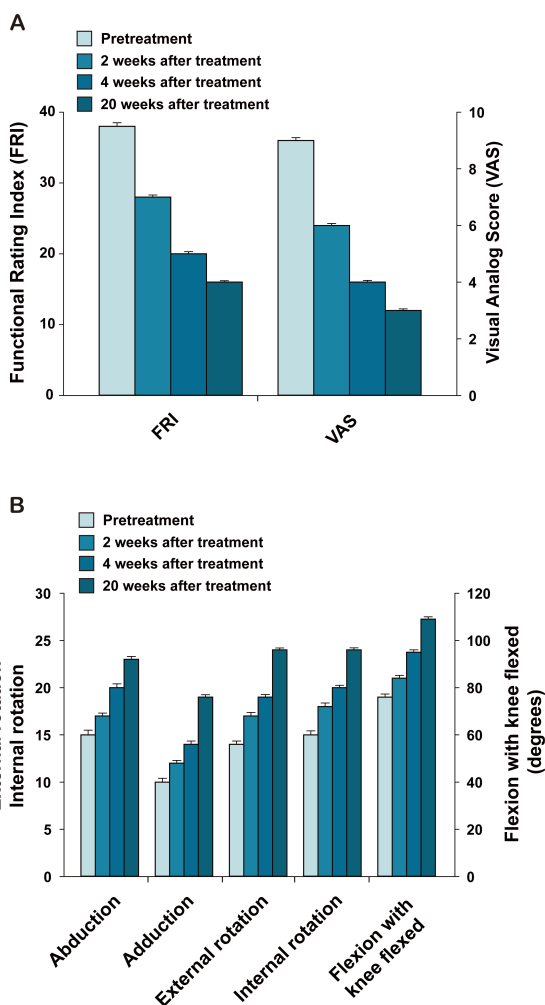 A
Pretreatment
2 weeks after treatment
4 weeks after treatment
20 weeks after treatment
Functional Rating Index (FRI)
40
30
20
10
0
Visual Analog Score (VAS)
10
8
6
4
2
0
FRI
VAS
B
Pretreatment
2 weeks after treatment
4 weeks after treatment
20 weeks after treatment
Internal rotation
30
25
20
15
10
5
0
Flexion with knee flexed
(degrees)
120
100
80
60
40
20
0
Abduction
Adduction
External rotation
Internal rotation
Flexion with
knee flexed